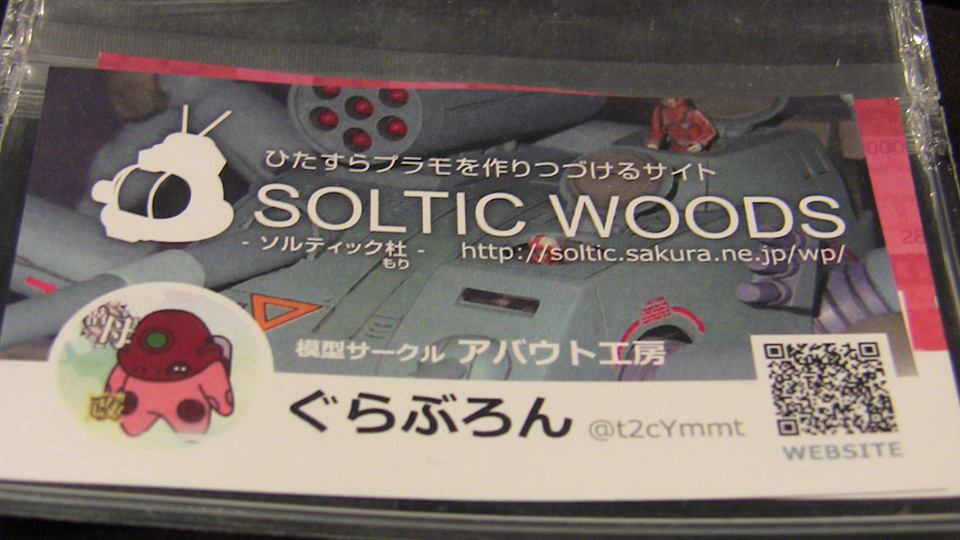 ひたすらプラモを作りつづけるサイト
SOLTIC WOODS
- ソルティック杜 -
もり
http://soltic.sakura.ne.jp/wp/
模型サークル アバウト工房
ぐらぶろん @t2cYmmt
WEBSITE